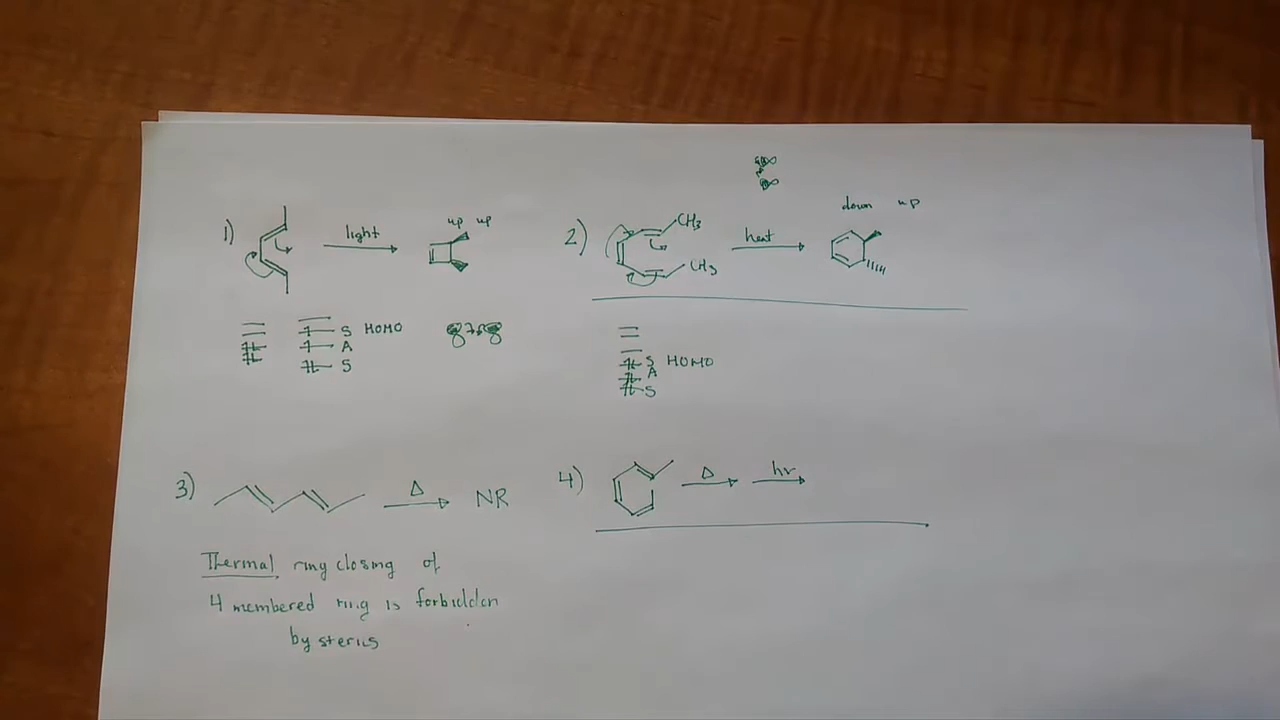 1) light up up
S HOMO
A
S
2) CH3 CH3 heat down up
S HOMO
A
S
3) Δ NR
Thermal ring closing of
4 membered ring is forbidden
by sterics
4) Δ hν